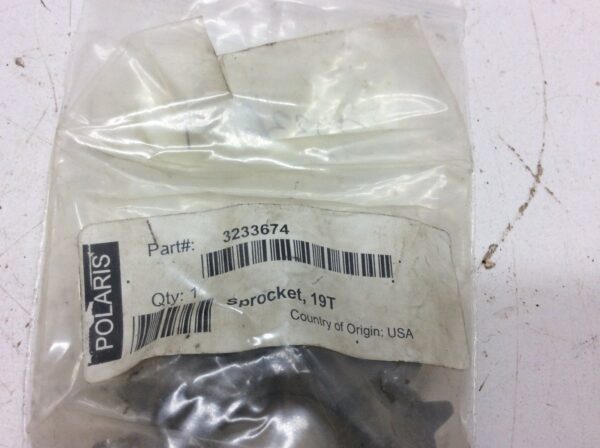 POLARIS
Part#: 3233674
Qty: 1
Sprocket, 19T
Country of Origin: USA